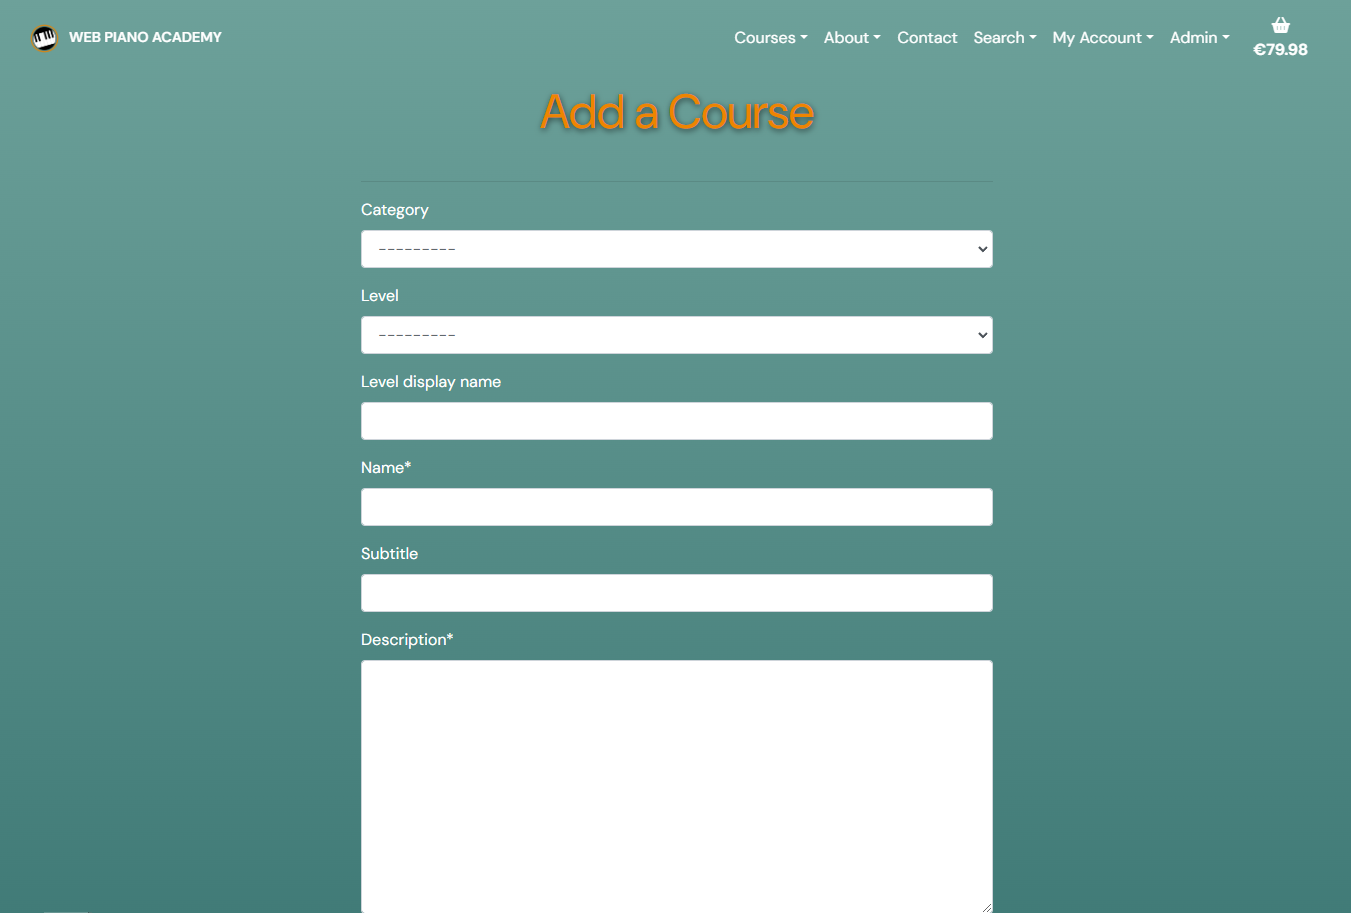 WEB PIANO ACADEMY
Courses
About
Contact
Search
My Account
Admin
€79.98
Add a Course
Category
---------
Level
---------
Level display name
Name*
Subtitle
Description*